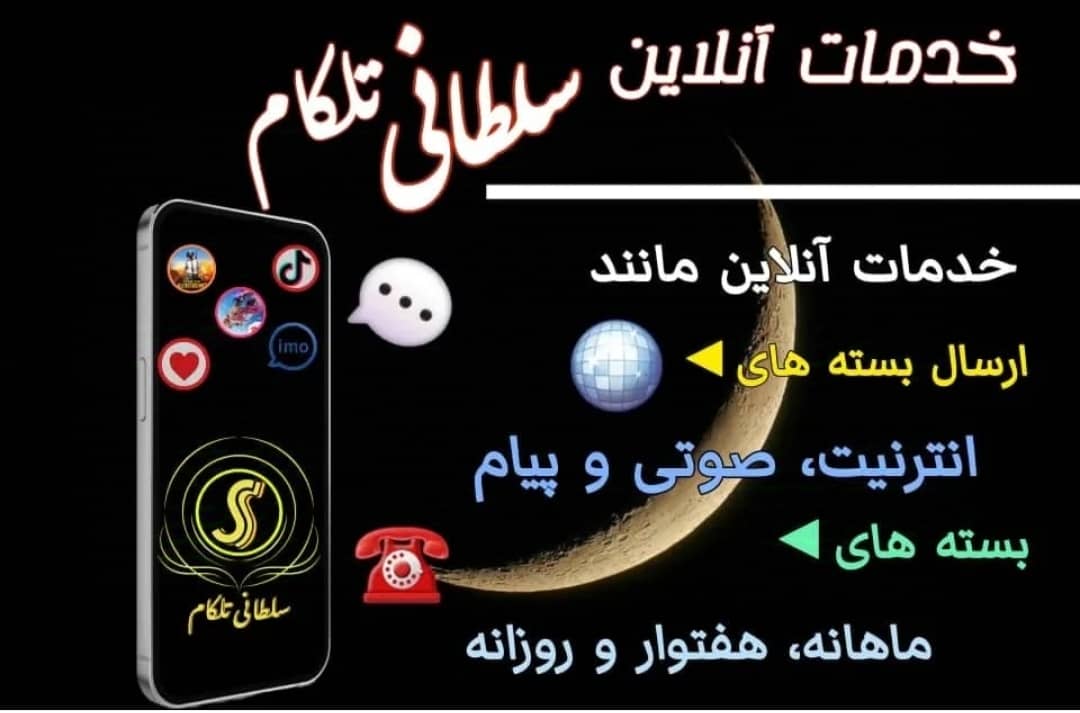 خدمات آنلاین سلطانی تلکام
خدمات آنلاین مانند
ارسال بسته های
انترنیت، صوتی و پیام
بسته های
ماهانه، هفتوار و روزانه
imo
S
سلطانی تلکام